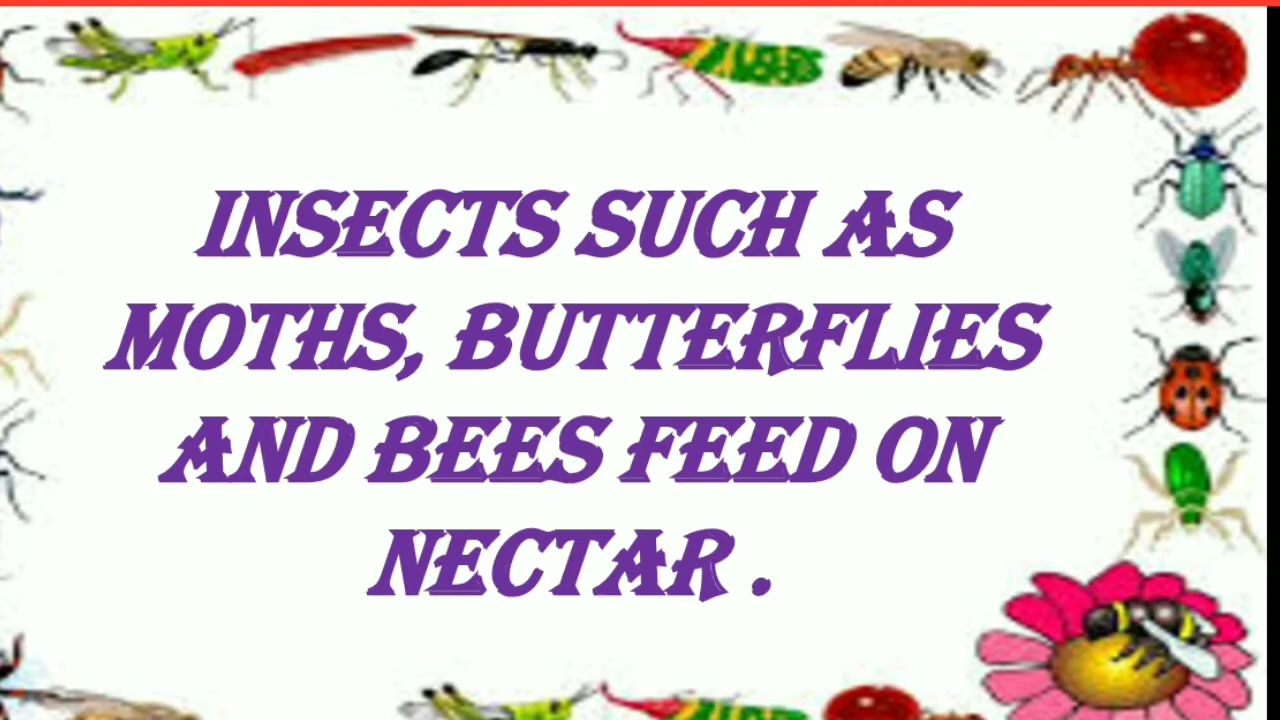 INSECTS SUCH AS
MOTHS, BUTTERFLIES
AND BEES FEED ON
NECTAR .